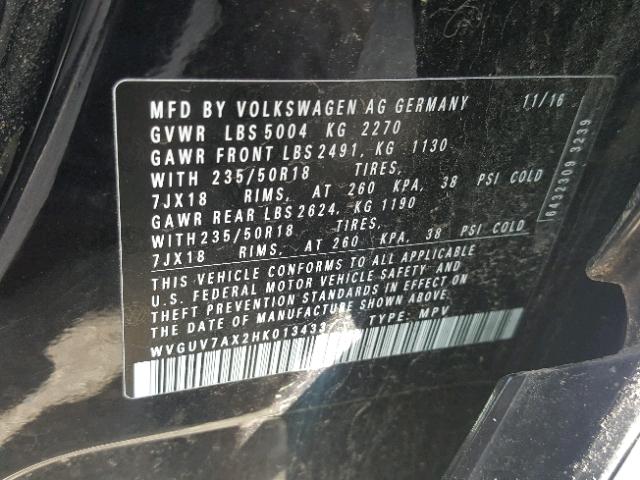 MFD BY VOLKSWAGEN AG GERMANY 11/16
GVWR LBS 5004 KG 2270
GAWR FRONT LBS 2491, KG 1130
WITH 235/50R18 TIRES,
7JX18 RIMS, AT 260 KPA, 38 PSI COLD
GAWR REAR LBS 2624, KG 1190
WITH 235/50R18 TIRES,
7JX18 RIMS, AT 260 KPA, 38 PSI COLD
THIS VEHICLE CONFORMS TO ALL APPLICABLE
U.S. FEDERAL MOTOR VEHICLE SAFETY AND
THEFT PREVENTION STANDARDS IN EFFECT ON
THE DATE OF MANUFACTURE SHOWN ABOVE.
WVGUV7AX2HK013433 TYPE: MPV
6432309 3239